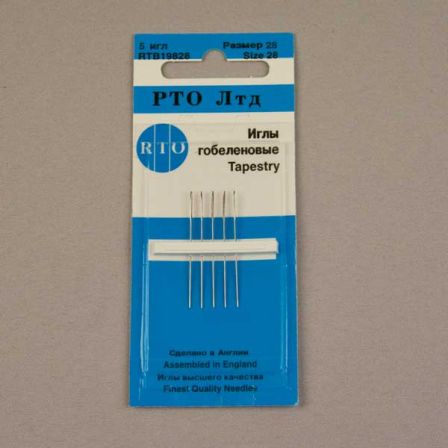 5 игл Размер 28
RTB19828 Size 28
РТО Лтд
RTO
Иглы
гобеленовые
Tapestry
Сделано в Англии
Assembled in England
Иглы высшего качества
Finest Quality Needles